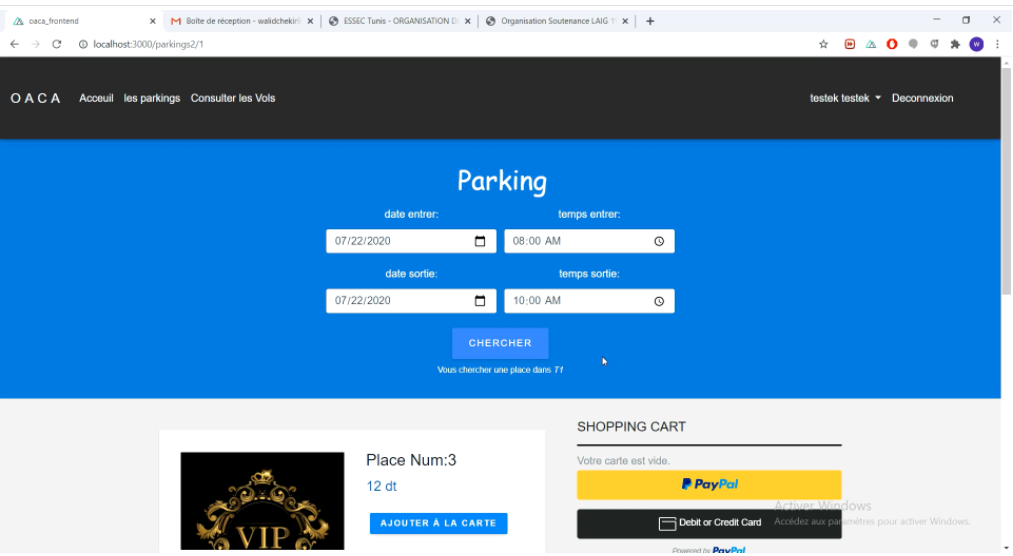 oaca_frontend
Boîte de réception - walidchekini
ESSEC Tunis - ORGANISATION D
Organisation Soutenance LAIG 1
localhost:3000/parkings2/1
O A C A Acceuil les parkings Consulter les Vols testek testek Deconnexion
Parking
date entrer: temps entrer:
07/22/2020 08:00 AM
date sortie: temps sortie:
07/22/2020 10:00 AM
CHERCHER
Vous chercher une place dans T1
SHOPPING CART
Votre carte est vide.
PayPal
Debit or Credit Card
Powered by PayPal
Place Num:3
12 dt
AJOUTER À LA CARTE
VIP
Activer Windows
Accédez aux paramètres pour activer Windows.